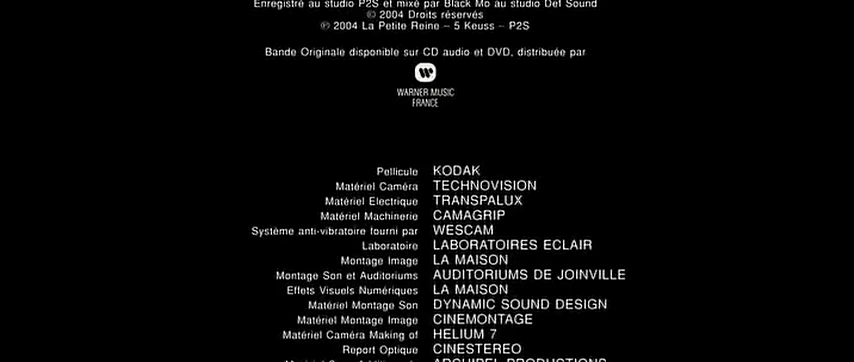 Enregistré au studio P2S et mixé par Black Mo au studio Def Sound
© 2004 Droits réservés
℗ 2004 La Petite Reine – 5 Keuss – P2S
Bande Originale disponible sur CD audio et DVD, distribuée par
WARNER MUSIC
FRANCE
Pellicule KODAK
Matériel Caméra TECHNOVISION
Matériel Electrique TRANSPALUX
Matériel Machinerie CAMAGRIP
Système anti-vibratoire fourni par WESCAM
Laboratoire LABORATOIRES ECLAIR
Montage Image LA MAISON
Montage Son et Auditoriums AUDITORIUMS DE JOINVILLE
Effets Visuels Numériques LA MAISON
Matériel Montage Son DYNAMIC SOUND DESIGN
Matériel Montage Image CINEMONTAGE
Matériel Caméra Making of HELIUM 7
Report Optique CINESTEREO
ARCHIPEL PRODUCTIONS